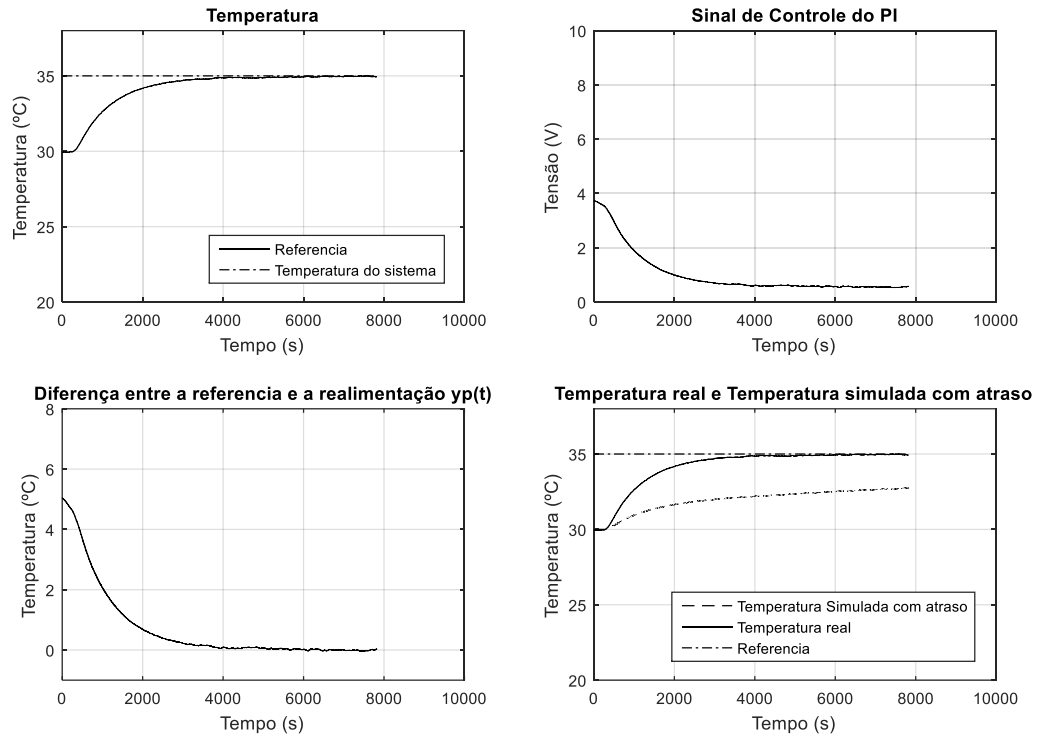 Temperatura
Temperatura (ºC)
35
30
25
20
0
2000
4000
6000
8000
10000
Tempo (s)
Referencia
Temperatura do sistema
Sinal de Controle do PI
Tensão (V)
10
8
6
4
2
0
0
2000
4000
6000
8000
10000
Tempo (s)
Diferença entre a referencia e a realimentação yp(t)
Temperatura (ºC)
8
6
4
2
0
0
2000
4000
6000
8000
10000
Tempo (s)
Temperatura real e Temperatura simulada com atraso
Temperatura (ºC)
35
30
25
20
0
2000
4000
6000
8000
10000
Tempo (s)
Temperatura Simulada com atraso
Temperatura real
Referencia